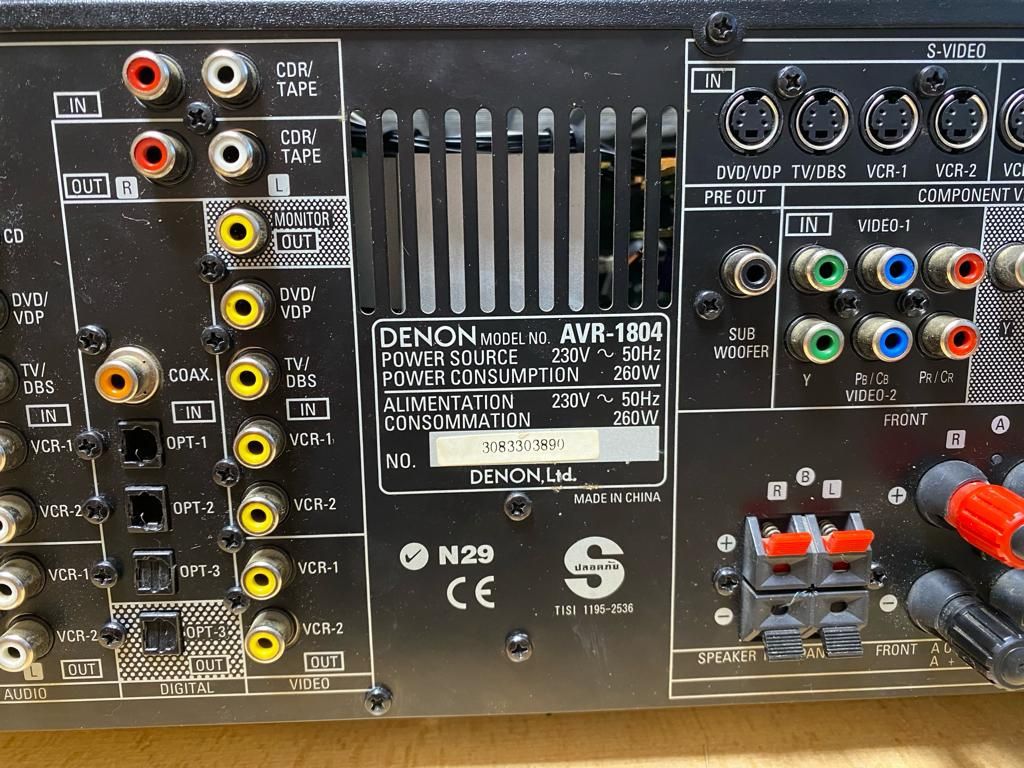 CDR/
TAPE
IN
CDR/
TAPE
OUT
R
L
MONITOR
OUT
CD
DVD/
VDP
DVD/
VDP
TV/
DBS
COAX.
TV/
DBS
IN
IN
IN
VCR-1
OPT-1
VCR-1
VCR-2
OPT-2
VCR-2
VCR-1
OPT-3
VCR-1
VCR-2
OPT-3
VCR-2
L
OUT
OUT
OUT
AUDIO
DIGITAL
VIDEO
DENON MODEL NO. AVR-1804
POWER SOURCE 230V ~ 50Hz
POWER CONSUMPTION 260W
ALIMENTATION 230V ~ 50Hz
CONSOMMATION 260W
NO. 3083303890
DENON, Ltd.
MADE IN CHINA
N29
CE
S
ปลอดภัย
TISI 1195-2536
S-VIDEO
IN
DVD/VDP TV/DBS VCR-1 VCR-2
PRE OUT
COMPONENT V
IN
VIDEO-1
SUB
WOOFER
Y
PB/CB
PR/CR
Y
VIDEO-2
FRONT
A
R
B
R
L
+
+
−
−
SPEAKER
FRONT
A
A +